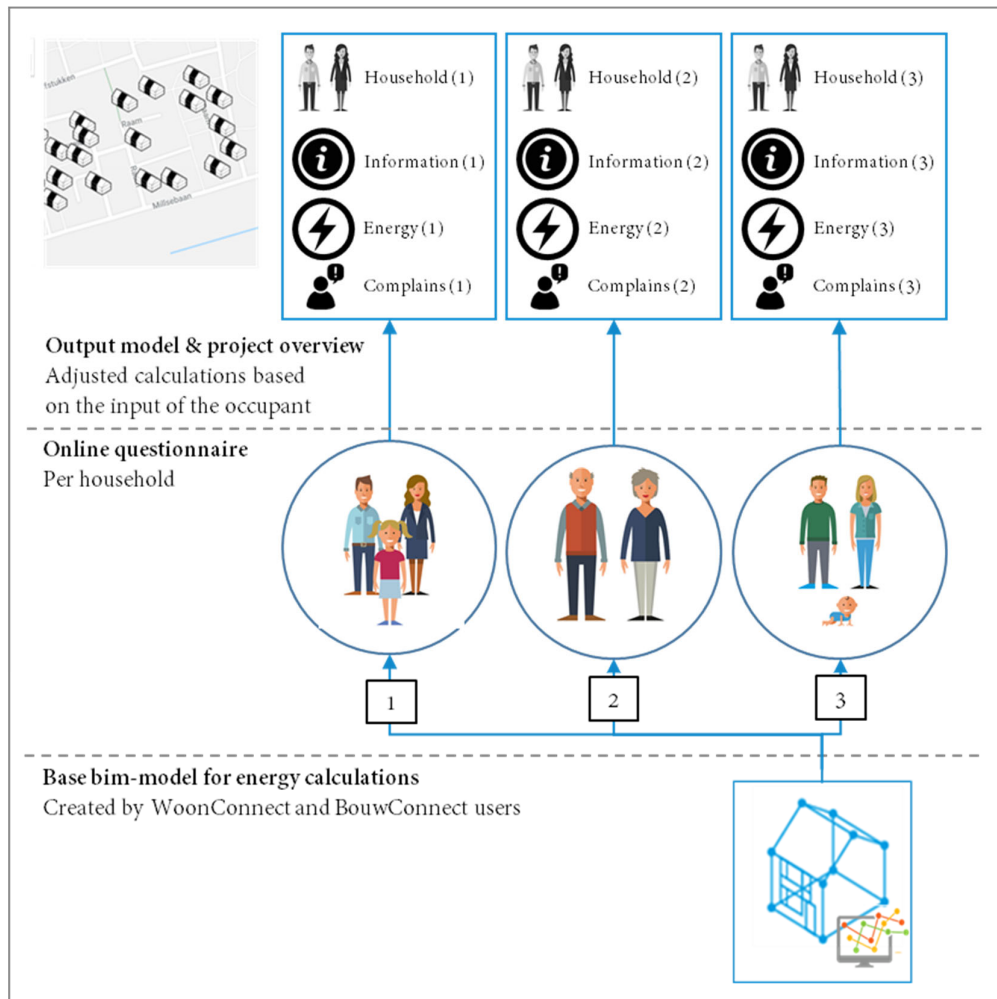 fstukken
Raam
Millsebaan
Household (1)
Information (1)
Energy (1)
Complains (1)
Household (2)
Information (2)
Energy (2)
Complains (2)
Household (3)
Information (3)
Energy (3)
Complains (3)
Output model & project overview
Adjusted calculations based
on the input of the occupant
Online questionnaire
Per household
1
2
3
Base bim-model for energy calculations
Created by WoonConnect and BouwConnect users